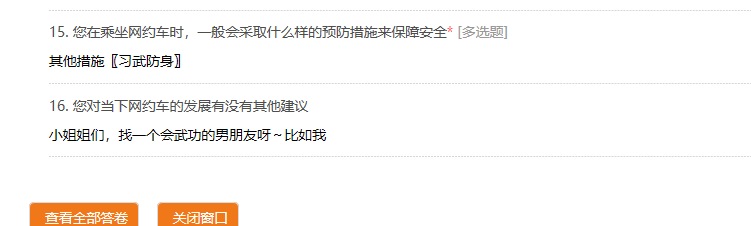 15. 您在乘坐网约车时，一般会采取什么样的预防措施来保障安全* [多选题]
其他措施〖习武防身〗
16. 您对当下网约车的发展有没有其他建议
小姐姐们，找一个会武功的男朋友呀～比如我
查看全部答卷 关闭窗口